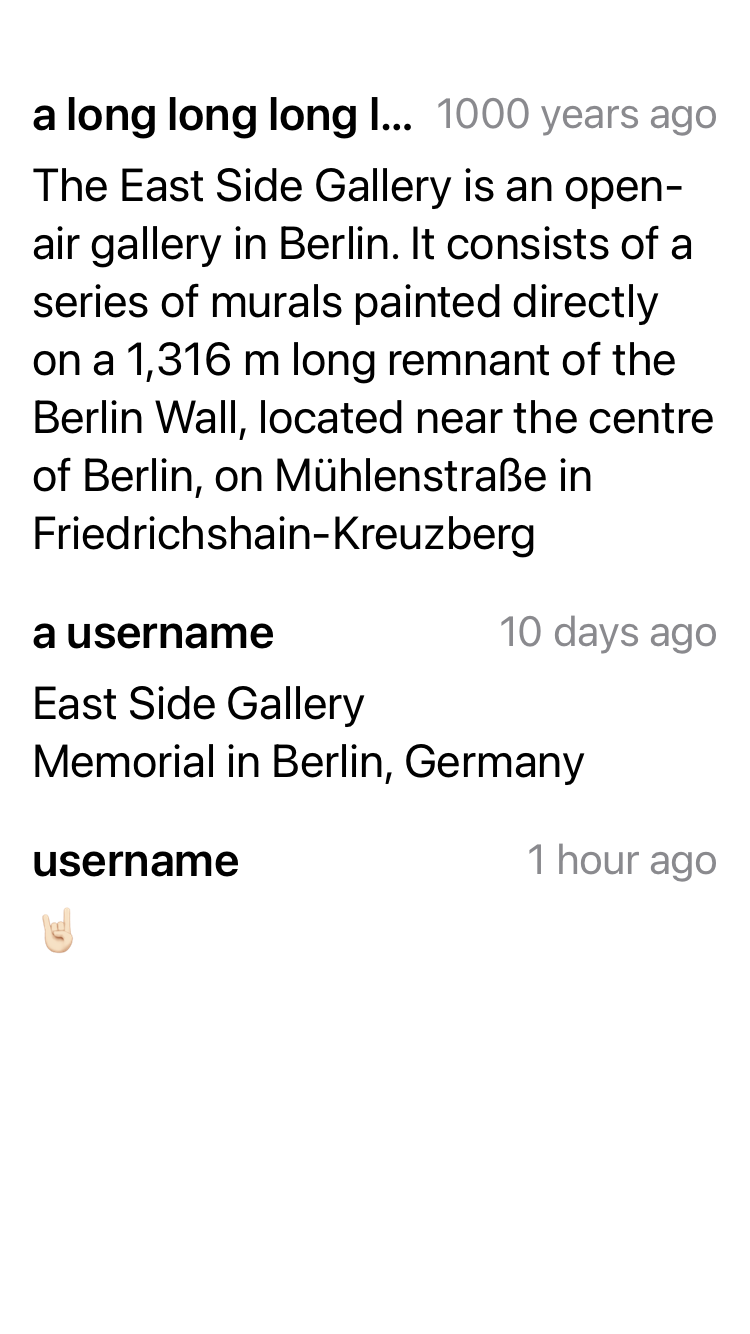 a long long long l...
1000 years ago
The East Side Gallery is an open-
air gallery in Berlin. It consists of a
series of murals painted directly
on a 1,316 m long remnant of the
Berlin Wall, located near the centre
of Berlin, on Mühlenstraße in
Friedrichshain-Kreuzberg
a username
10 days ago
East Side Gallery
Memorial in Berlin, Germany
username
1 hour ago
🤘🏻